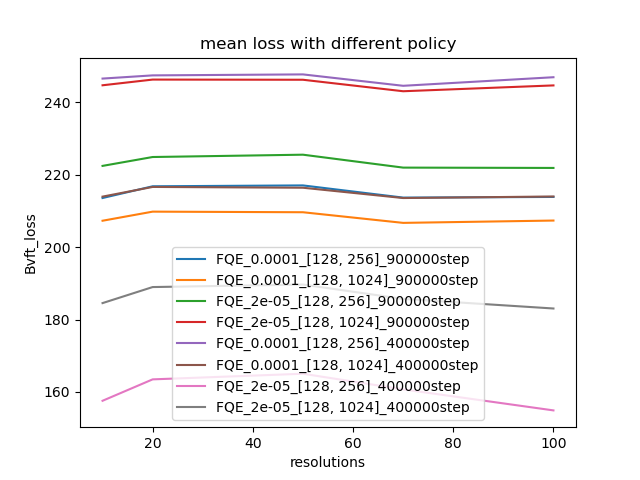 mean loss with different policy
Bvft_loss
240
220
200
180
160
FQE_0.0001_[128, 256]_900000step
FQE_0.0001_[128, 1024]_900000step
FQE_2e-05_[128, 256]_900000step
FQE_2e-05_[128, 1024]_900000step
FQE_0.0001_[128, 256]_400000step
FQE_0.0001_[128, 1024]_400000step
FQE_2e-05_[128, 256]_400000step
FQE_2e-05_[128, 1024]_400000step
20 40 60 80 100
resolutions